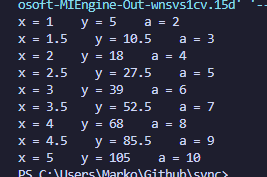 osoft-MIEngine-Out-wnsvs1cv.15d' '--
x = 1    y = 5    a = 2
x = 1.5    y = 10.5    a = 3
x = 2    y = 18    a = 4
x = 2.5    y = 27.5    a = 5
x = 3    y = 39    a = 6
x = 3.5    y = 52.5    a = 7
x = 4    y = 68    a = 8
x = 4.5    y = 85.5    a = 9
x = 5    y = 105    a = 10
PS C:\Users\Marko\Github\sync>